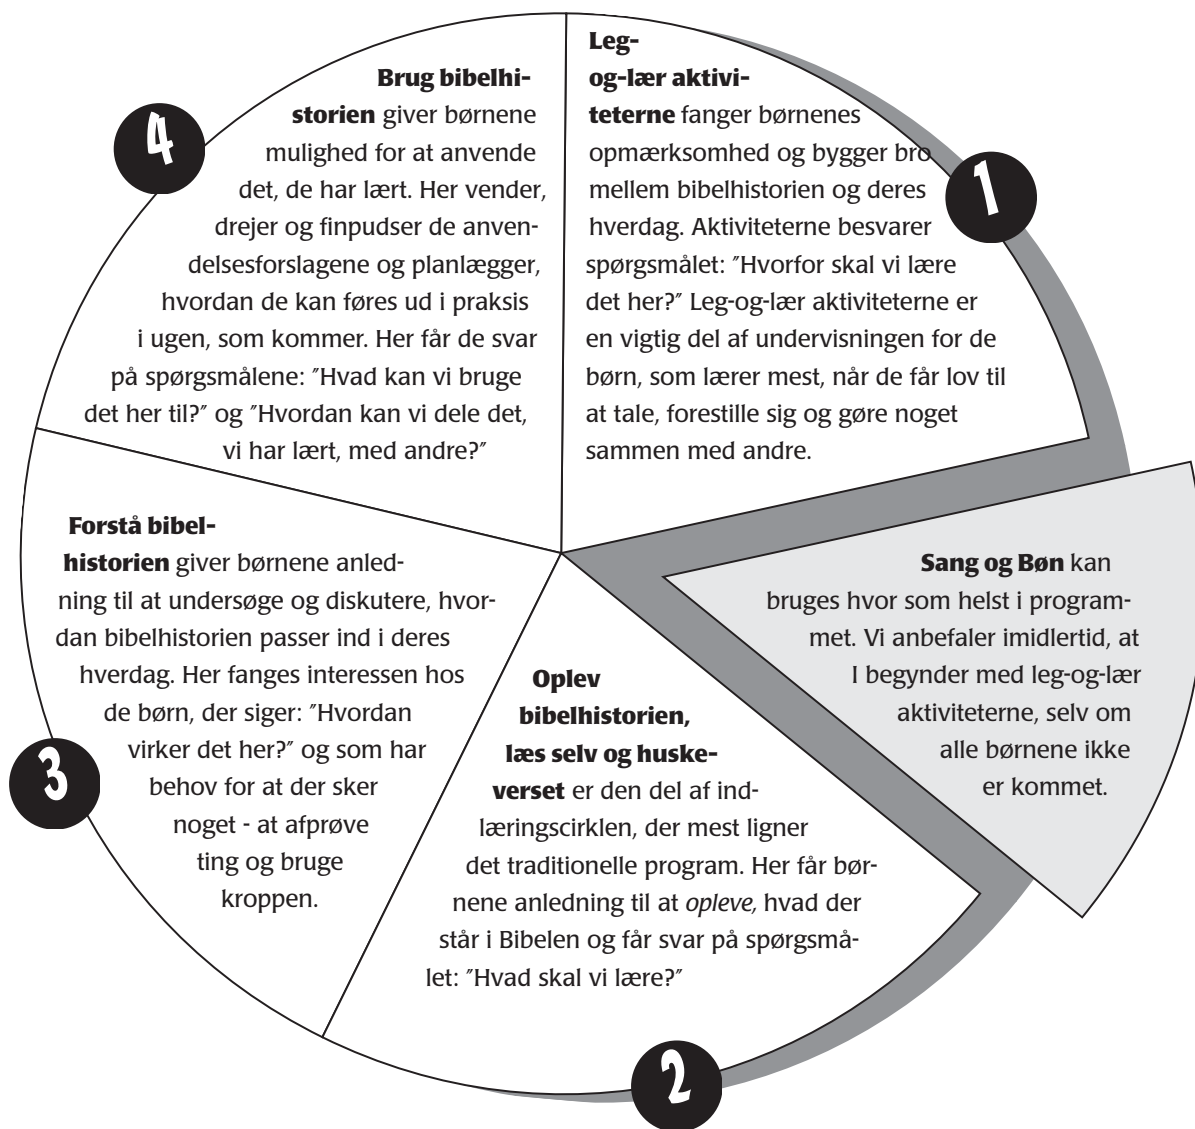 1
Leg-
og-lær aktivi-
teterne fanger børnenes
opmærksomhed og bygger bro
mellem bibelhistorien og deres
hverdag. Aktiviteterne besvarer
spørgsmålet: ″Hvorfor skal vi lære
det her?″ Leg-og-lær aktiviteterne er
en vigtig del af undervisningen for de
børn, som lærer mest, når de får lov til
at tale, forestille sig og gøre noget
sammen med andre.
Sang og Bøn kan
bruges hvor som helst i program-
met. Vi anbefaler imidlertid, at
I begynder med leg-og-lær
aktiviteterne, selv om
alle børnene ikke
er kommet.
2
Oplev
bibelhistorien,
læs selv og huske-
verset er den del af ind-
læringscirklen, der mest ligner
det traditionelle program. Her får bør-
nene anledning til at opleve, hvad der
står i Bibelen og får svar på spørgsmå-
let: ″Hvad skal vi lære?″
3
Forstå bibel-
historien giver børnene anled-
ning til at undersøge og diskutere, hvor-
dan bibelhistorien passer ind i deres
hverdag. Her fanges interessen hos
de børn, der siger: ″Hvordan
virker det her?″ og som har
behov for at der sker
noget - at afprøve
ting og bruge
kroppen.
4
Brug bibelhi-
storien giver børnene
mulighed for at anvende
det, de har lært. Her vender,
drejer og finpudser de anven-
delsesforslagene og planlægger,
hvordan de kan føres ud i praksis
i ugen, som kommer. Her får de svar
på spørgsmålene: ″Hvad kan vi bruge
det her til?″ og ″Hvordan kan vi dele det,
vi har lært, med andre?″